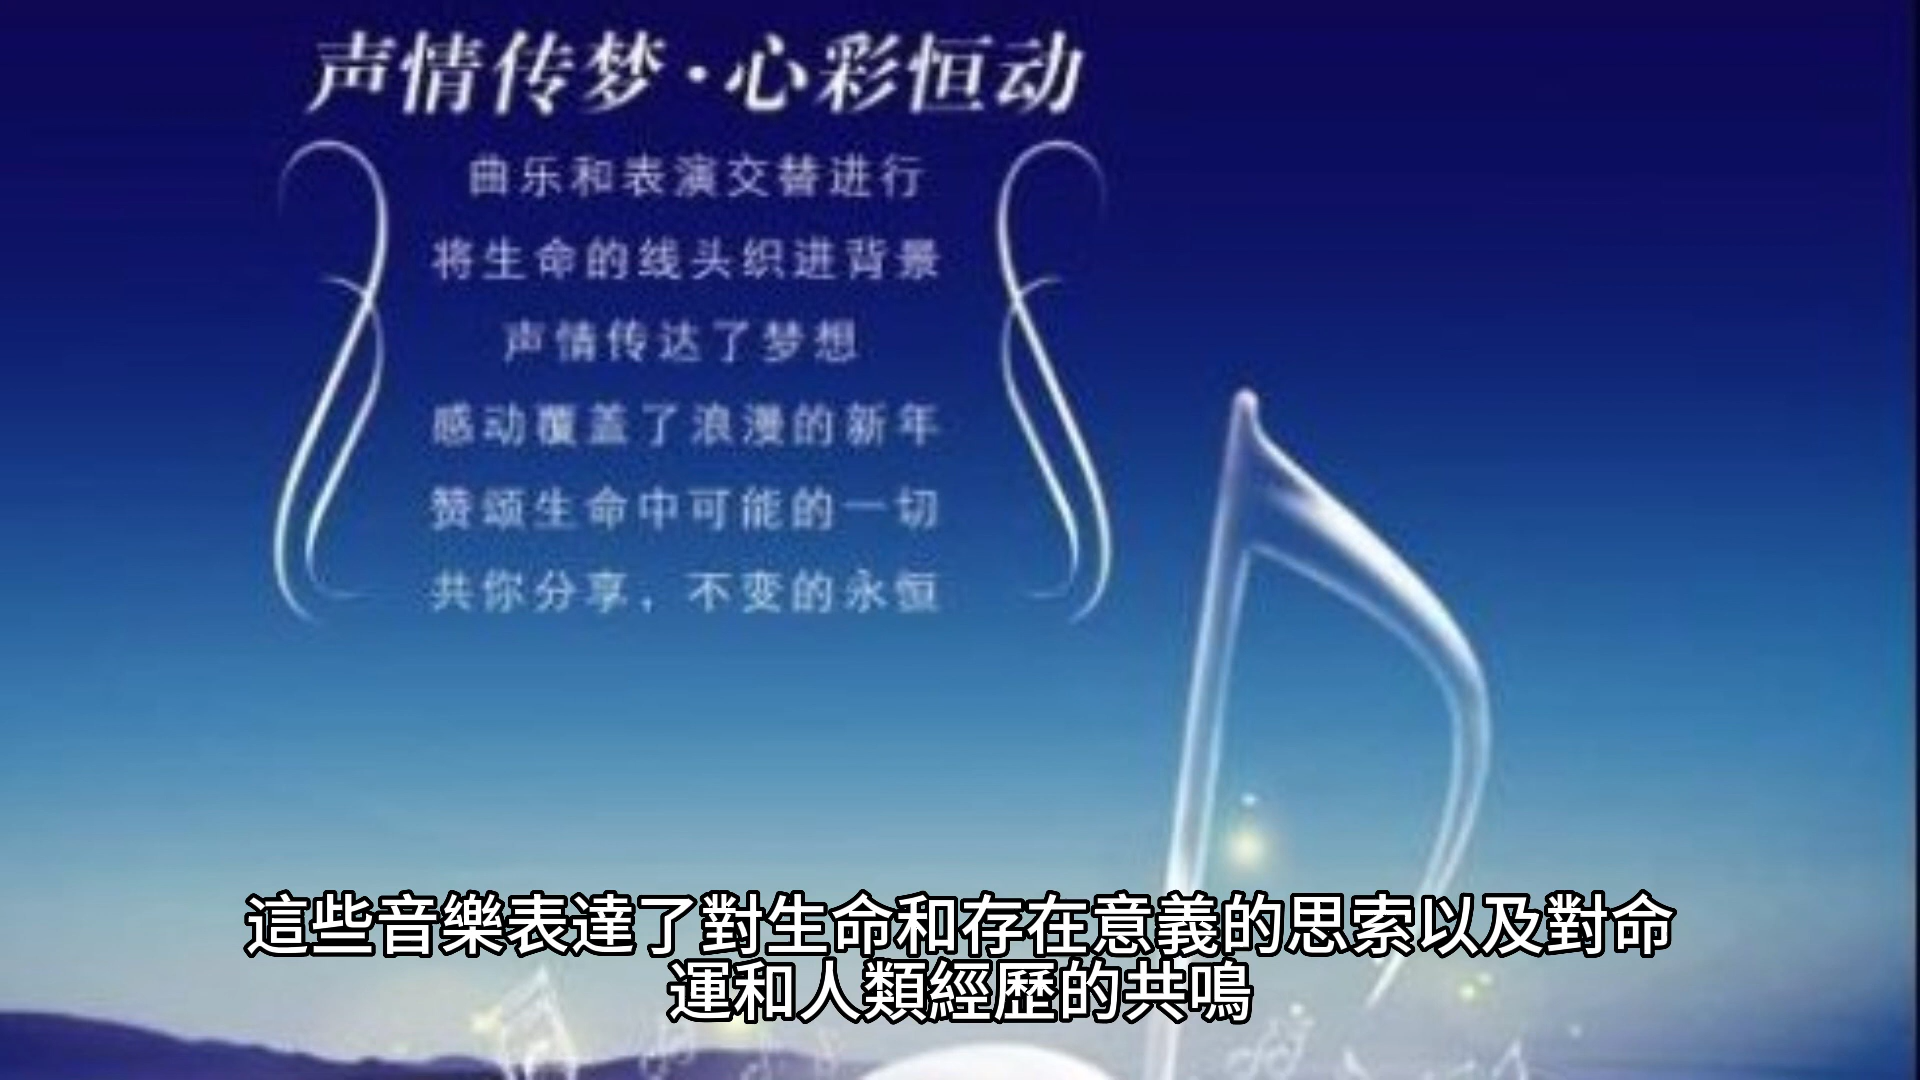 声情传梦·心彩恒动
曲乐和表演交替进行
将生命的线头织进背景
声情传达了梦想
感动覆盖了浪漫的新年
赞颂生命中可能的一切
共你分享，不变的永恒
這些音樂表達了對生命和存在意義的思索以及對命
運和人類經歷的共鳴